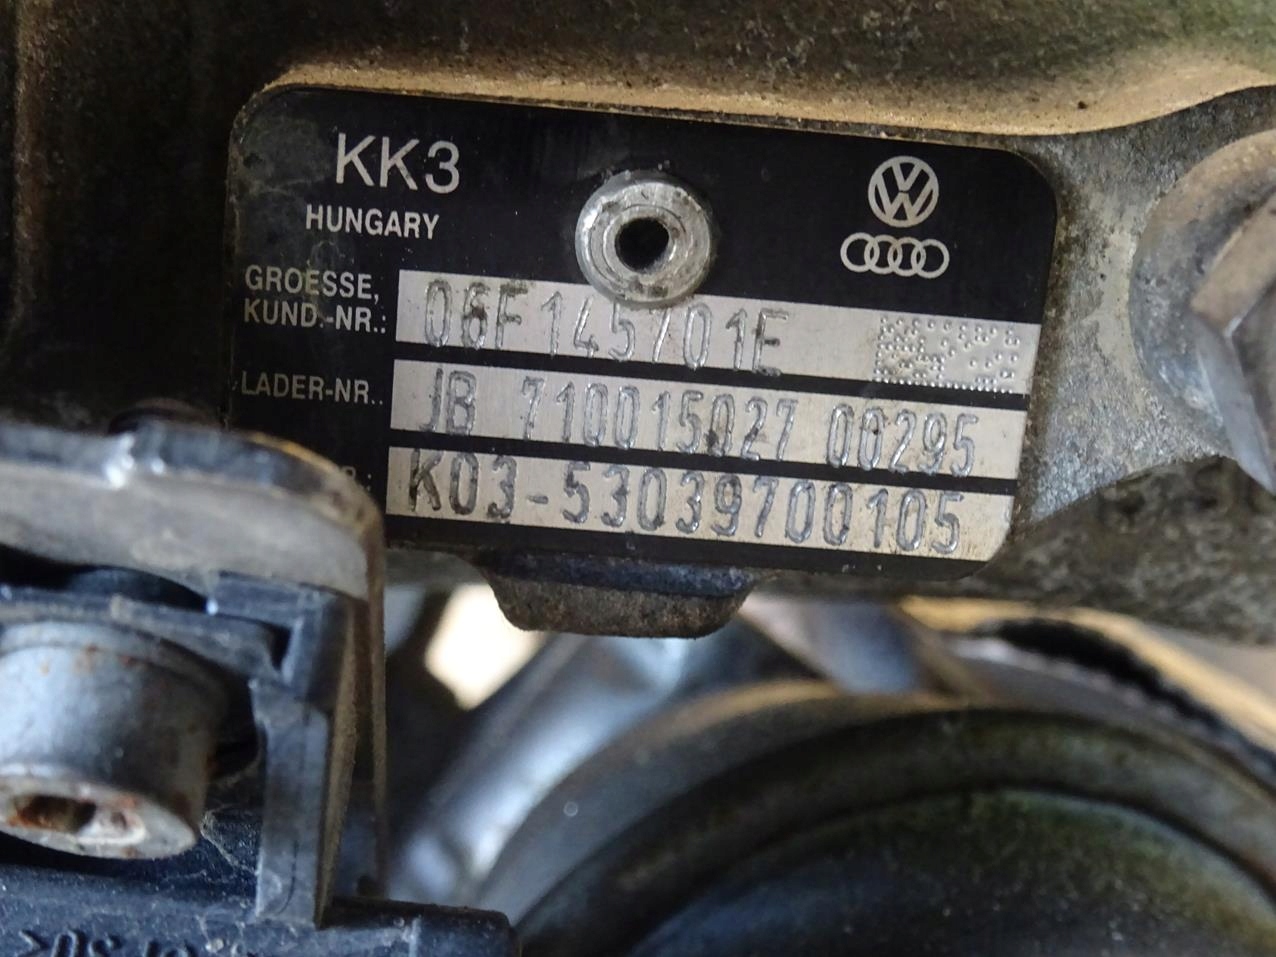 KK3
HUNGARY
GROESSE,
KUND.-NR.:
06F145701E
LADER-NR.:
JB 710015027 00295
K03-53039700105